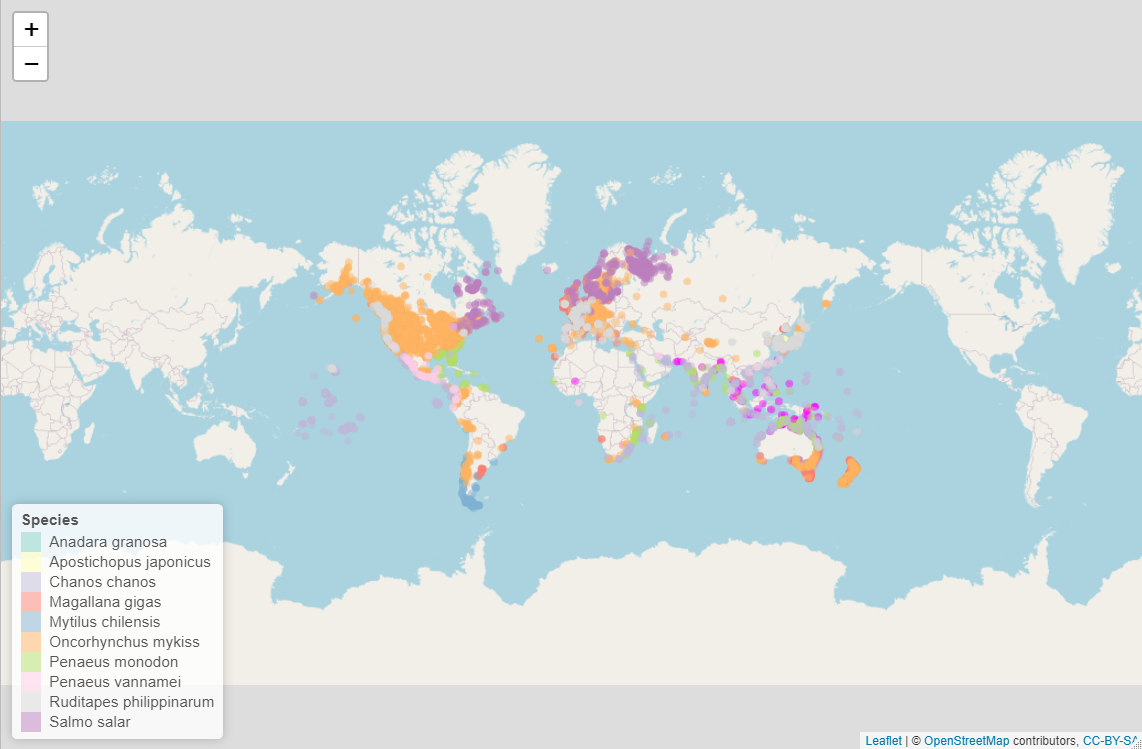 +
−
Species
Anadara granosa
Apostichopus japonicus
Chanos chanos
Magallana gigas
Mytilus chilensis
Oncorhynchus mykiss
Penaeus monodon
Penaeus vannamei
Ruditapes philippinarum
Salmo salar
Leaflet | © OpenStreetMap contributors, CC-BY-SA